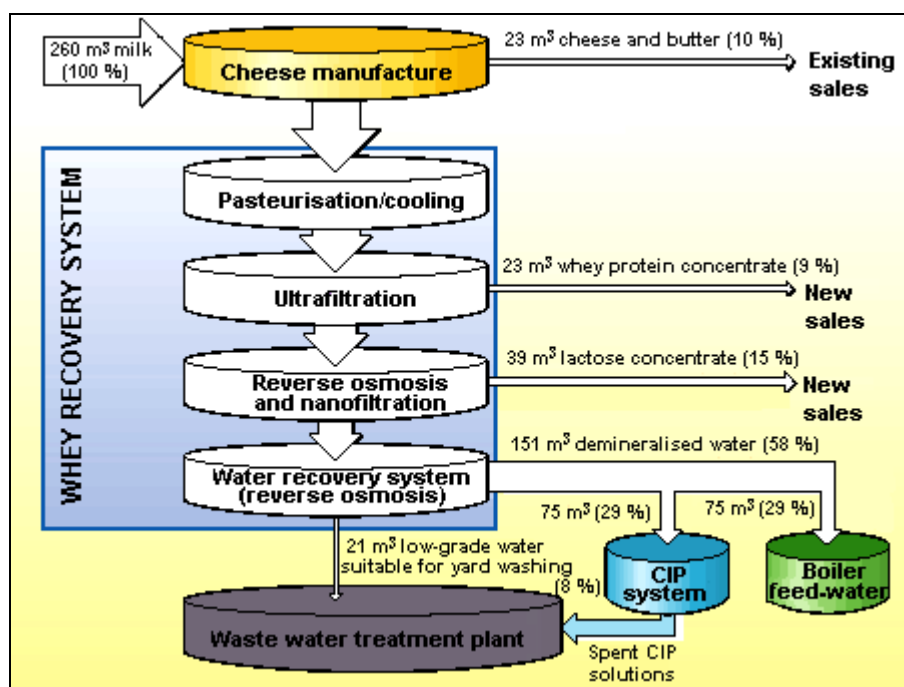 260 m³ milk
(100 %)
Cheese manufacture
23 m³ cheese and butter (10 %)
Existing
sales
WHEY RECOVERY SYSTEM
Pasteurisation/cooling
Ultrafiltration
23 m³ whey protein concentrate (9 %)
New
sales
Reverse osmosis
and nanofiltration
39 m³ lactose concentrate (15 %)
New
sales
Water recovery system
(reverse osmosis)
151 m³ demineralised water (58 %)
75 m³ (29 %)
75 m³ (29 %)
21 m³ low-grade water
suitable for yard washing
(8 %)
CIP
system
Boiler
feed-water
Waste water treatment plant
Spent CIP
solutions